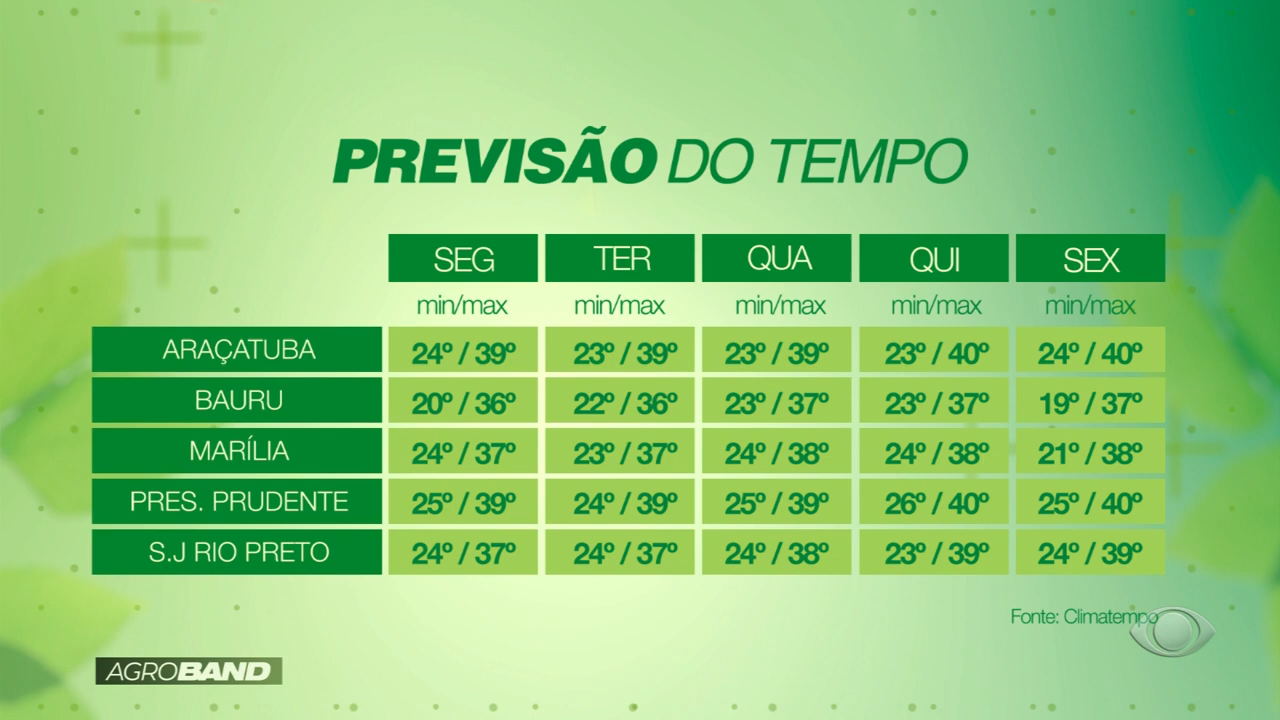 PREVISÃO DO TEMPO
SEG TER QUA QUI SEX
min/max min/max min/max min/max min/max
ARAÇATUBA 24º / 39º 23º / 39º 23º / 39º 23º / 40º 24º / 40º
BAURU 20º / 36º 22º / 36º 23º / 37º 23º / 37º 19º / 37º
MARÍLIA 24º / 37º 23º / 37º 24º / 38º 24º / 38º 21º / 38º
PRES. PRUDENTE 25º / 39º 24º / 39º 25º / 39º 26º / 40º 25º / 40º
S.J RIO PRETO 24º / 37º 24º / 37º 24º / 38º 23º / 39º 24º / 39º
Fonte: Climatempo
AGROBAND